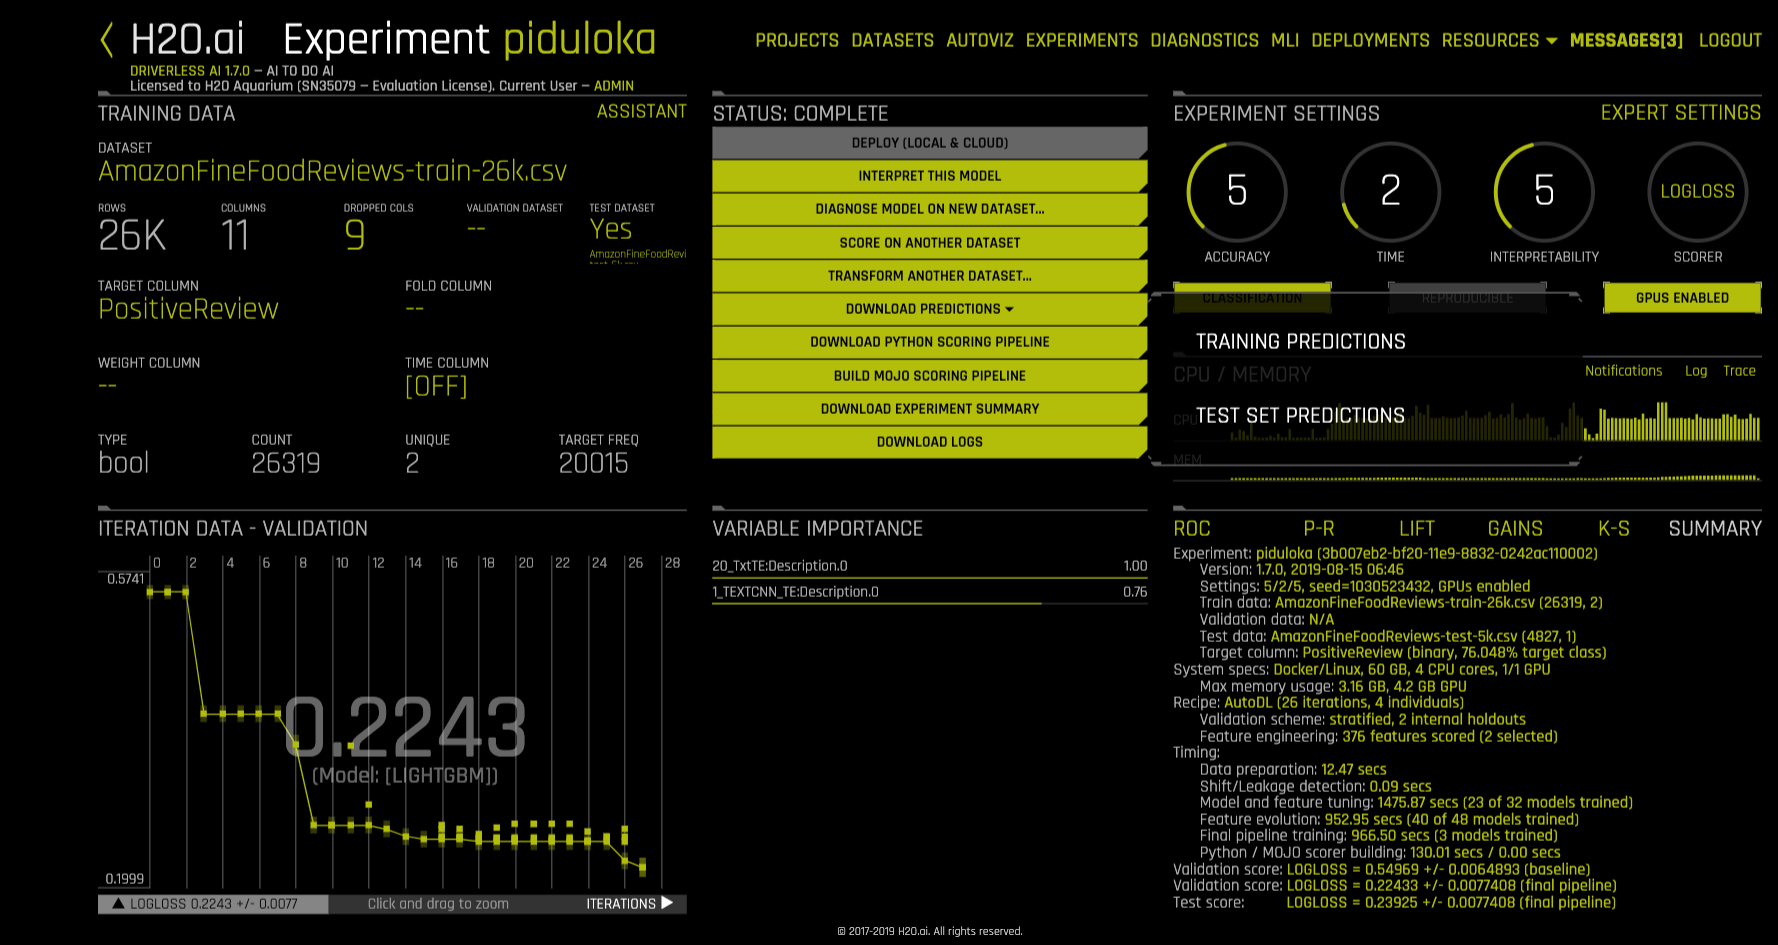 H2O.ai Experiment piduloka
DRIVERLESS AI 1.7.0 – AI TO DO AI
Licensed to H2O Aquarium (SN35079 – Evaluation License). Current User – ADMIN
PROJECTS DATASETS AUTOVIZ EXPERIMENTS DIAGNOSTICS MLI DEPLOYMENTS RESOURCES MESSAGES[3] LOGOUT
TRAINING DATA ASSISTANT
DATASET
AmazonFineFoodReviews-train-26k.csv
ROWS COLUMNS DROPPED COLS VALIDATION DATASET TEST DATASET
26K 11 9 -- Yes
AmazonFineFoodRevi
TARGET COLUMN FOLD COLUMN
PositiveReview --
WEIGHT COLUMN TIME COLUMN
-- [OFF]
TYPE COUNT UNIQUE TARGET FREQ
bool 26319 2 20015
STATUS: COMPLETE
DEPLOY (LOCAL & CLOUD)
INTERPRET THIS MODEL
DIAGNOSE MODEL ON NEW DATASET...
SCORE ON ANOTHER DATASET
TRANSFORM ANOTHER DATASET...
DOWNLOAD PREDICTIONS
DOWNLOAD PYTHON SCORING PIPELINE
BUILD MOJO SCORING PIPELINE
DOWNLOAD EXPERIMENT SUMMARY
DOWNLOAD LOGS
EXPERIMENT SETTINGS EXPERT SETTINGS
5 2 5 LOGLOSS
ACCURACY TIME INTERPRETABILITY SCORER
CLASSIFICATION REPRODUCIBLE GPUS ENABLED
TRAINING PREDICTIONS
CPU / MEMORY Notifications Log Trace
TEST SET PREDICTIONS
CPU
MEM
ITERATION DATA - VALIDATION
0 2 4 6 8 10 12 14 16 18 20 22 24 26 28
0.5741
0.2243
(Model: [LIGHTGBM])
0.1999
LOGLOSS 0.2243 +/- 0.0077 Click and drag to zoom ITERATIONS
VARIABLE IMPORTANCE
20_TxtTE:Description.0 1.00
1_TEXTCNN_TE:Description.0 0.76
ROC P-R LIFT GAINS K-S SUMMARY
Experiment: piduloka (3b007eb2-bf20-11e9-8832-0242ac110002)
Version: 1.7.0, 2019-08-15 06:46
Settings: 5/2/5, seed=1030523432, GPUs enabled
Train data: AmazonFineFoodReviews-train-26k.csv (26319, 2)
Validation data: N/A
Test data: AmazonFineFoodReviews-test-5k.csv (4827, 1)
Target column: PositiveReview (binary, 76.048% target class)
System specs: Docker/Linux, 60 GB, 4 CPU cores, 1/1 GPU
Max memory usage: 3.16 GB, 4.2 GB GPU
Recipe: AutoDL (26 iterations, 4 individuals)
Validation scheme: stratified, 2 internal holdouts
Feature engineering: 376 features scored (2 selected)
Timing:
Data preparation: 12.47 secs
Shift/Leakage detection: 0.09 secs
Model and feature tuning: 1475.87 secs (23 of 32 models trained)
Feature evolution: 952.95 secs (40 of 48 models trained)
Final pipeline training: 966.50 secs (3 models trained)
Python / MOJO scorer building: 130.01 secs / 0.00 secs
Validation score: LOGLOSS = 0.54969 +/- 0.0064893 (baseline)
Validation score: LOGLOSS = 0.22433 +/- 0.0077408 (final pipeline)
Test score: LOGLOSS = 0.23925 +/- 0.0077408 (final pipeline)
© 2017-2019 H2O.ai. All rights reserved.